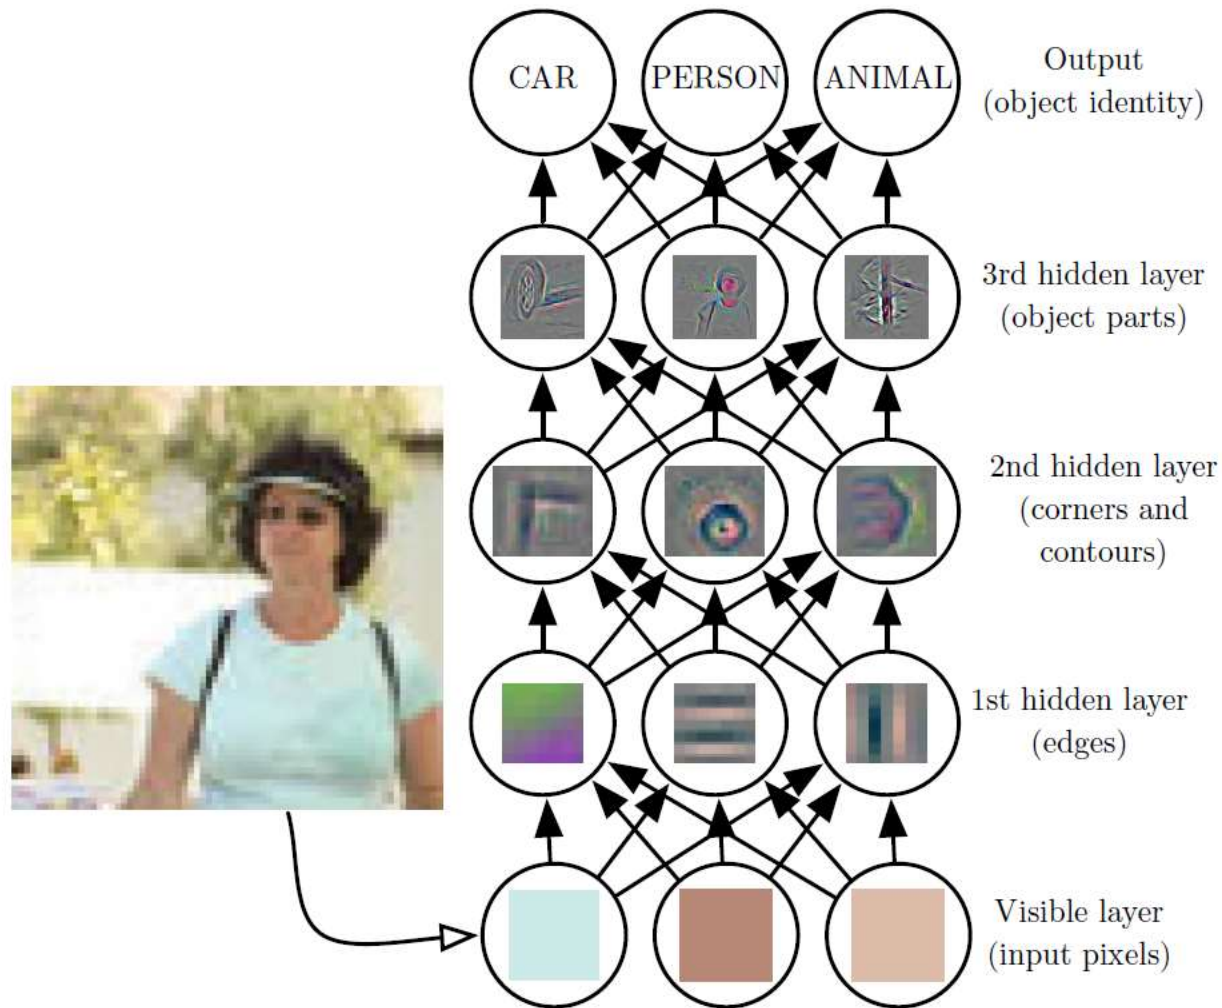 CAR
PERSON
ANIMAL
Output
(object identity)
3rd hidden layer
(object parts)
2nd hidden layer
(corners and
contours)
1st hidden layer
(edges)
Visible layer
(input pixels)